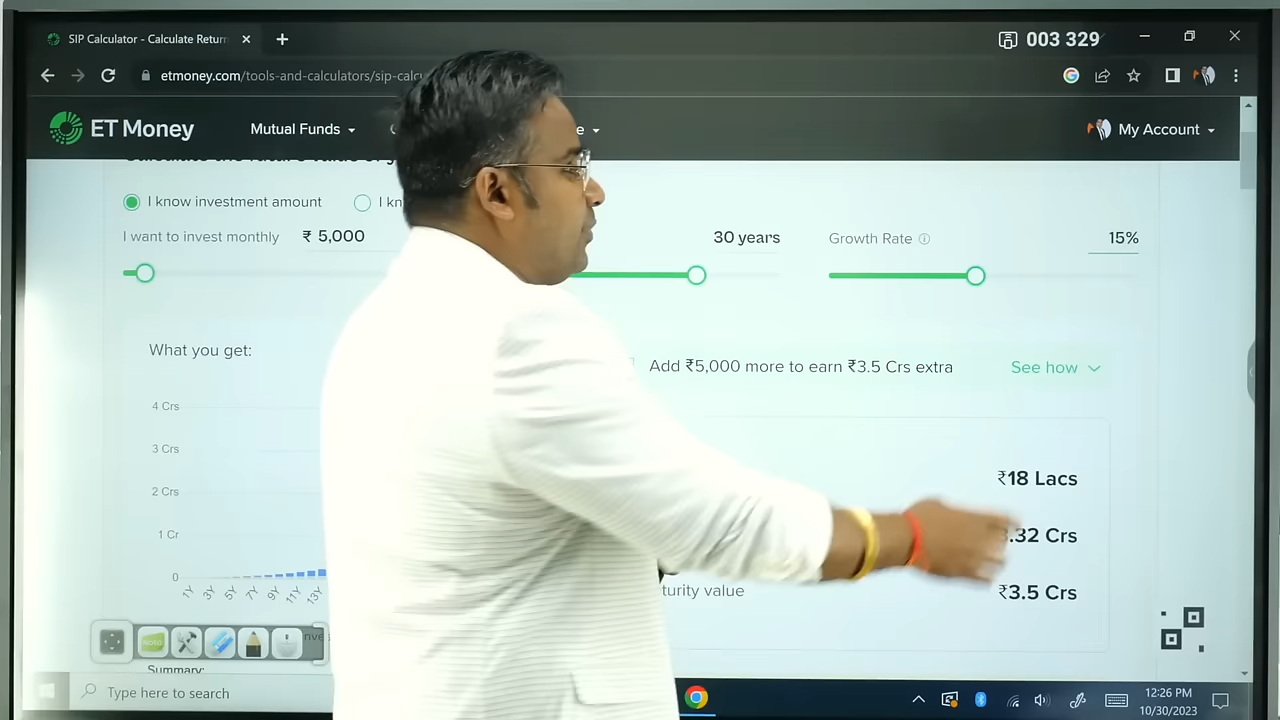 SIP Calculator - Calculate Retur
003 329
etmoney.com/tools-and-calculators/sip-calc
ET Money
Mutual Funds
My Account
I know investment amount
I want to invest monthly ₹ 5,000
30 years
Growth Rate
15%
What you get:
Add ₹5,000 more to earn ₹3.5 Crs extra
See how
4 Crs
3 Crs
2 Crs
1 Cr
0
1Y 3Y 5Y 7Y 9Y 11Y 13Y
₹18 Lacs
.32 Crs
turity value
₹3.5 Crs
NOTE
Summary:
Type here to search
12:26 PM
10/30/2023